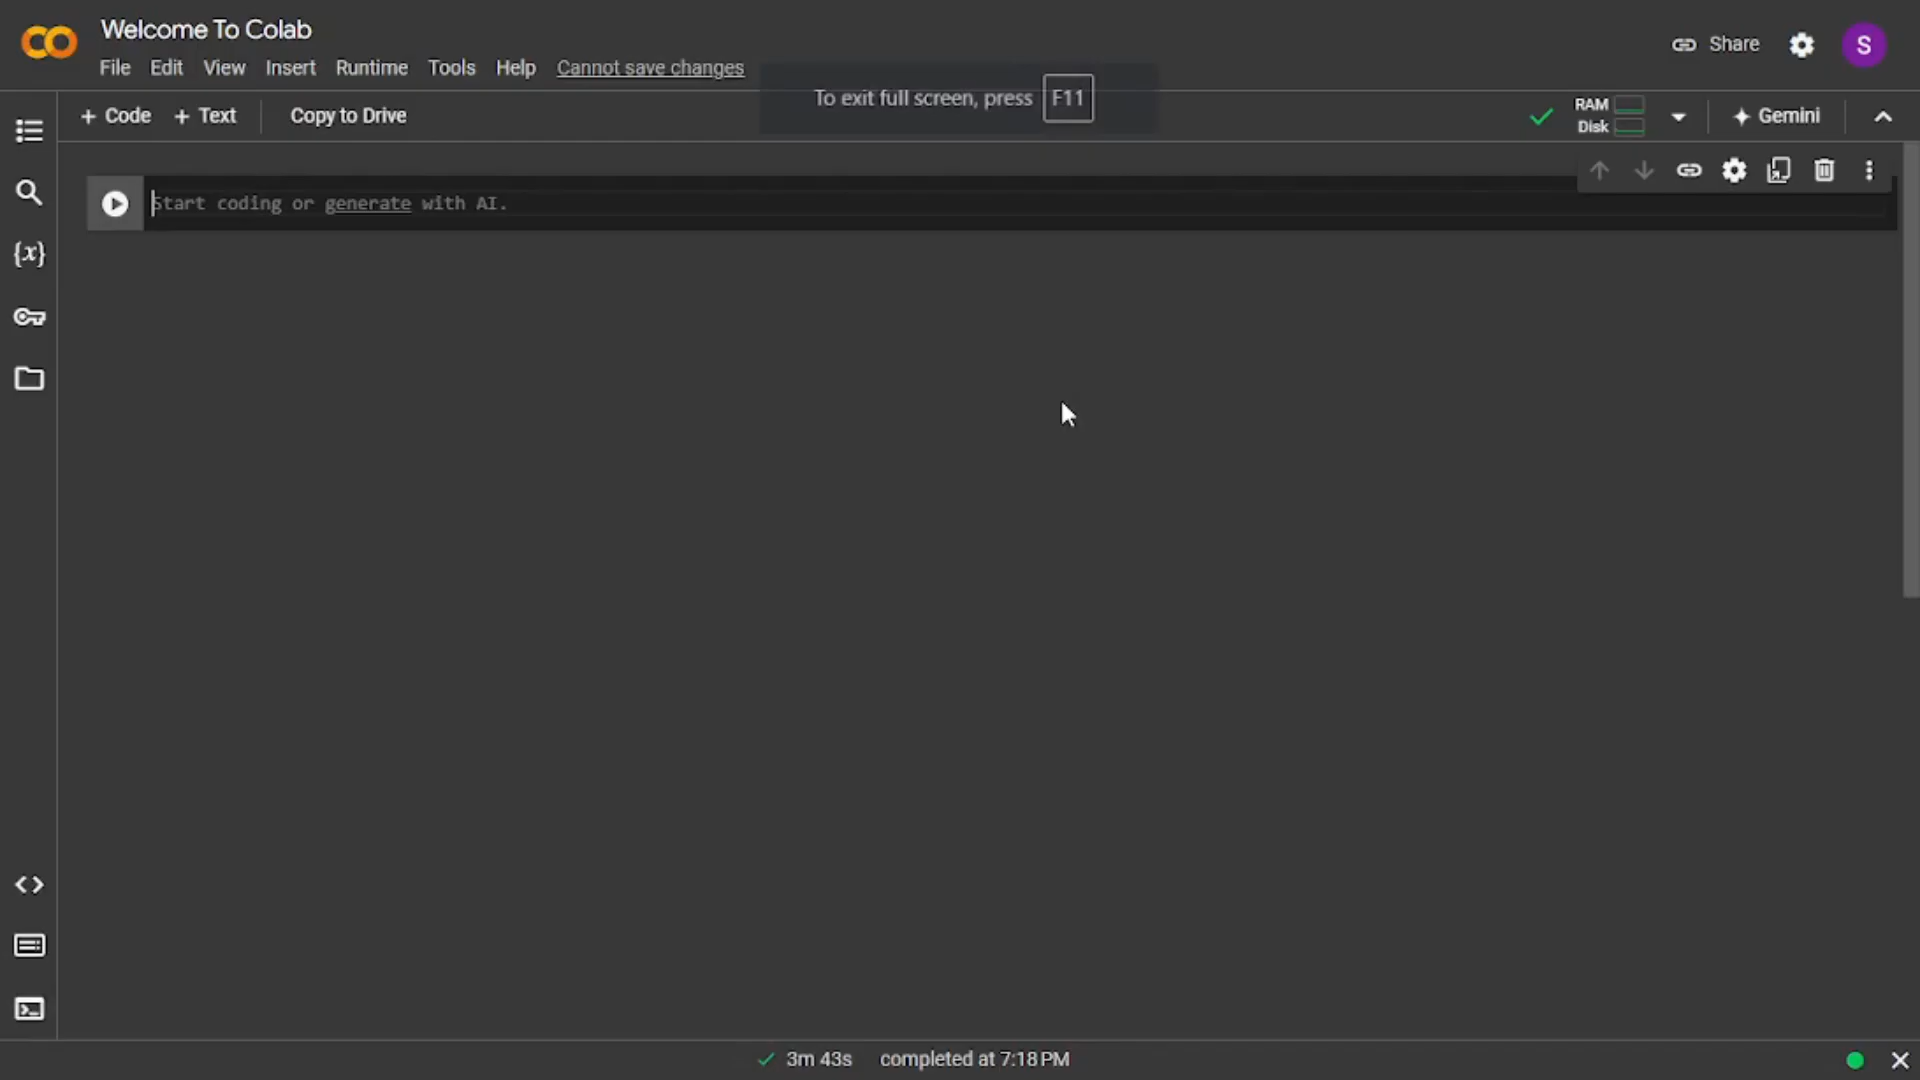 Welcome To Colab
File Edit View Insert Runtime Tools Help Cannot save changes
Share
S
To exit full screen, press F11
+ Code + Text Copy to Drive
RAM
Disk
Gemini
{x}
Start coding or generate with AI.
3m 43s completed at 7:18 PM